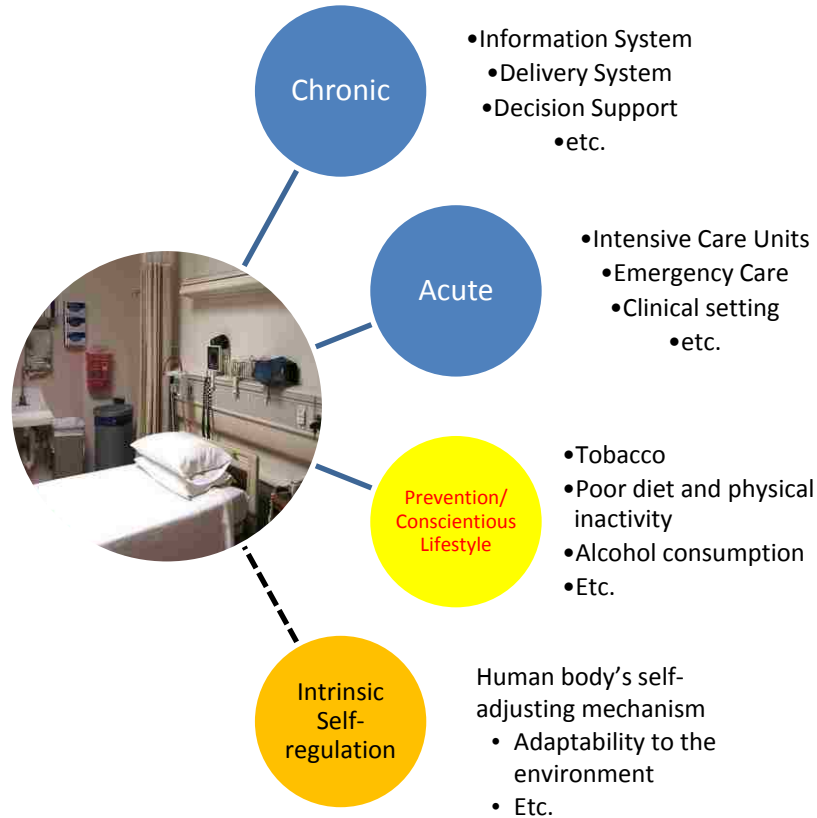 Chronic
•Information System
•Delivery System
•Decision Support
•etc.
Acute
•Intensive Care Units
•Emergency Care
•Clinical setting
•etc.
Prevention/
Conscientious
Lifestyle
•Tobacco
•Poor diet and physical
inactivity
•Alcohol consumption
•Etc.
Intrinsic
Self-
regulation
Human body’s self-
adjusting mechanism
• Adaptability to the
environment
• Etc.